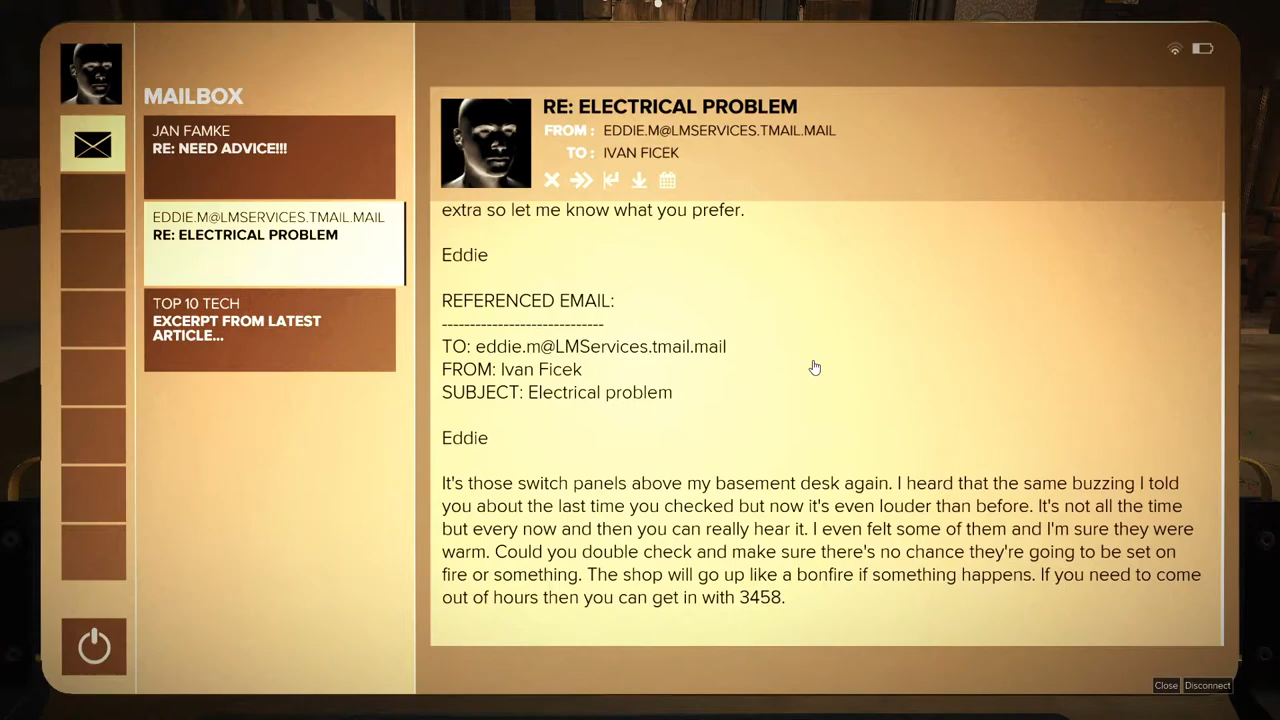 MAILBOX
JAN FAMKE
RE: NEED ADVICE!!!
EDDIE.M@LMSERVICES.TMAIL.MAIL
RE: ELECTRICAL PROBLEM
TOP 10 TECH
EXCERPT FROM LATEST
ARTICLE...
RE: ELECTRICAL PROBLEM
FROM : EDDIE.M@LMSERVICES.TMAIL.MAIL
TO : IVAN FICEK
extra so let me know what you prefer.
Eddie
REFERENCED EMAIL:
-----------------------------
TO: eddie.m@LMServices.tmail.mail
FROM: Ivan Ficek
SUBJECT: Electrical problem
Eddie
It's those switch panels above my basement desk again. I heard that the same buzzing I told
you about the last time you checked but now it's even louder than before. It's not all the time
but every now and then you can really hear it. I even felt some of them and I'm sure they were
warm. Could you double check and make sure there's no chance they're going to be set on
fire or something. The shop will go up like a bonfire if something happens. If you need to come
out of hours then you can get in with 3458.
Close Disconnect